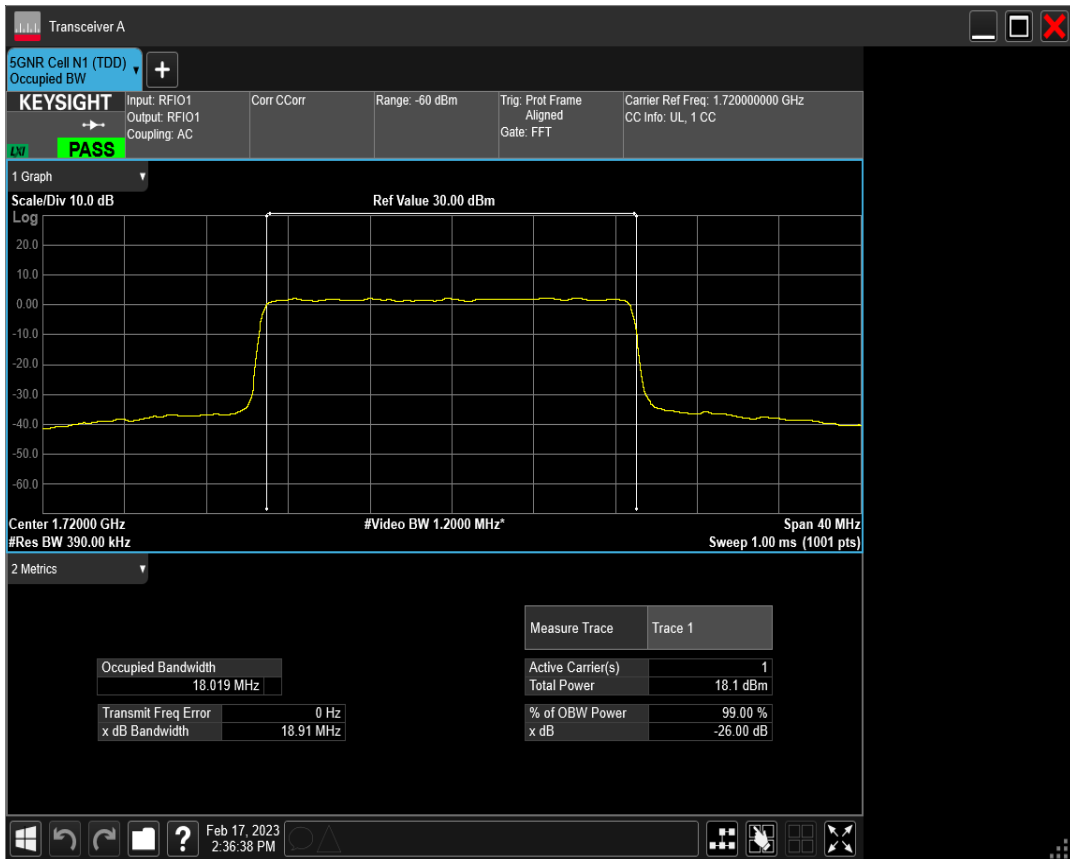 Transceiver A
5GNR Cell N1 (TDD)
Occupied BW
+
KEYSIGHT
LXI
PASS
Input: RFIO1
Output: RFIO1
Coupling: AC
Corr CCorr
Range: -60 dBm
Trig: Prot Frame
Aligned
Gate: FFT
Carrier Ref Freq: 1.720000000 GHz
CC Info: UL, 1 CC
1 Graph
Scale/Div 10.0 dB
Ref Value 30.00 dBm
Log
20.0
10.0
0.00
-10.0
-20.0
-30.0
-40.0
-50.0
-60.0
Center 1.72000 GHz
#Video BW 1.2000 MHz*
Span 40 MHz
#Res BW 390.00 kHz
Sweep 1.00 ms (1001 pts)
2 Metrics
Measure Trace Trace 1
Occupied Bandwidth
18.019 MHz
Active Carrier(s) 1
Total Power 18.1 dBm
Transmit Freq Error 0 Hz
x dB Bandwidth 18.91 MHz
% of OBW Power 99.00 %
x dB -26.00 dB
?
Feb 17, 2023
2:36:38 PM